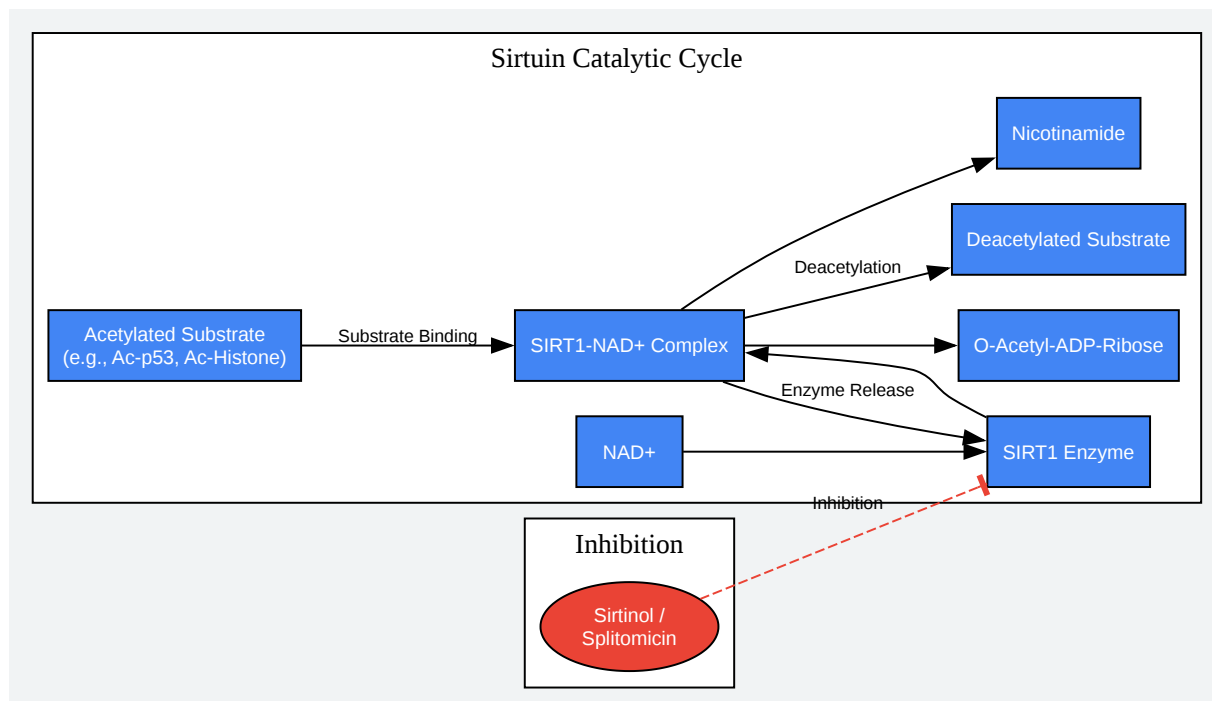 Sirtuin Catalytic Cycle
Nicotinamide
Deacetylated Substrate
Deacetylation
Acetylated Substrate
(e.g., Ac-p53, Ac-Histone)
Substrate Binding
SIRT1-NAD+ Complex
O-Acetyl-ADP-Ribose
Enzyme Release
NAD+
SIRT1 Enzyme
Inhibition
Inhibition
Sirtinol /
Splitomicin